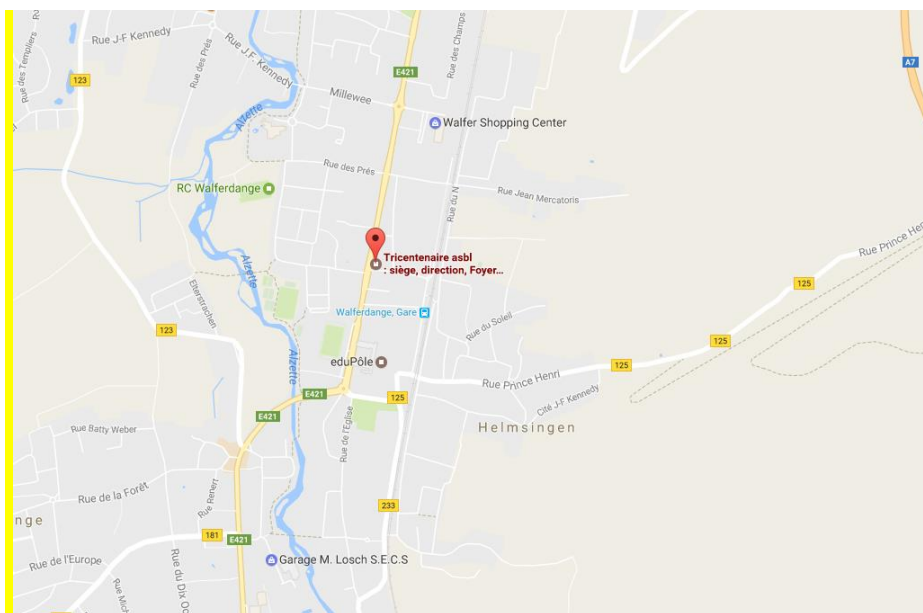 Rue J-F Kennedy
Rue des Templiers
123
Rue des Prés
Rue J.-F. Kennedy
E421
Rue des Champs
A7
Millewee
Alzette
Walfer Shopping Center
Rue des Prés
RC Walferdange
Rue du N
Rue Jean Mercatoris
Tricentenaire asbl
: siège, direction, Foyer...
Rue Prince He
Alzette
Elterstrachen
125
Walferdange, Gare
Rue du Soleil
123
125
Alzette
eduPôle
125
Rue Prince Henri
E421
125
Cité J-F Kennedy
E421
Rue Batty Weber
Rue de l'Eglise
Helmsingen
Rue de la Forêt
Rue Renert
233
nge
181
E421
Rue de l'Europe
Garage M. Losch S.E.C.S
Rue du Dix Oc
Rue Mich